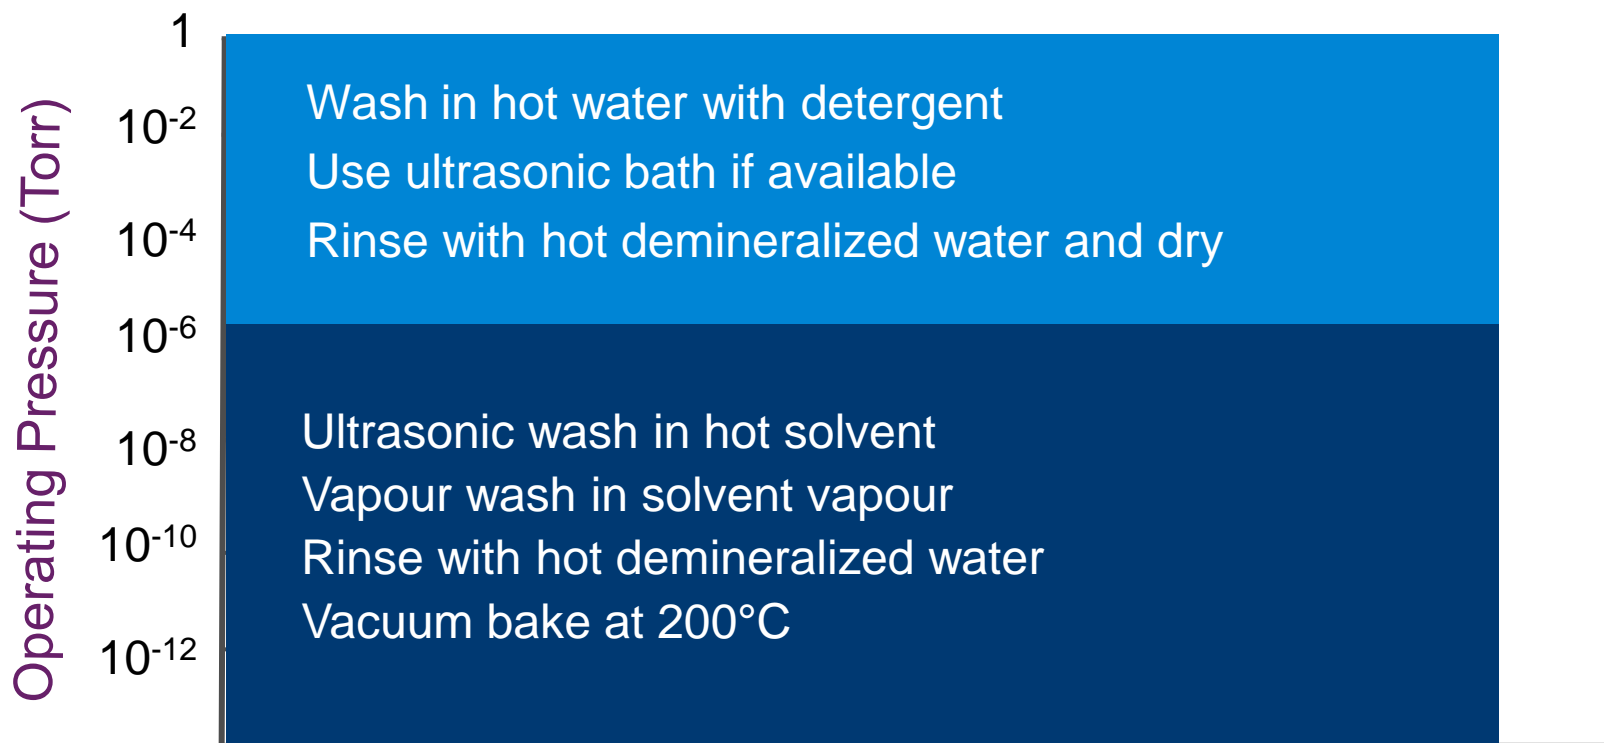 Operating Pressure (Torr)
1
10⁻²
10⁻⁴
10⁻⁶
10⁻⁸
10⁻¹⁰
10⁻¹²
Wash in hot water with detergent
Use ultrasonic bath if available
Rinse with hot demineralized water and dry
Ultrasonic wash in hot solvent
Vapour wash in solvent vapour
Rinse with hot demineralized water
Vacuum bake at 200°C